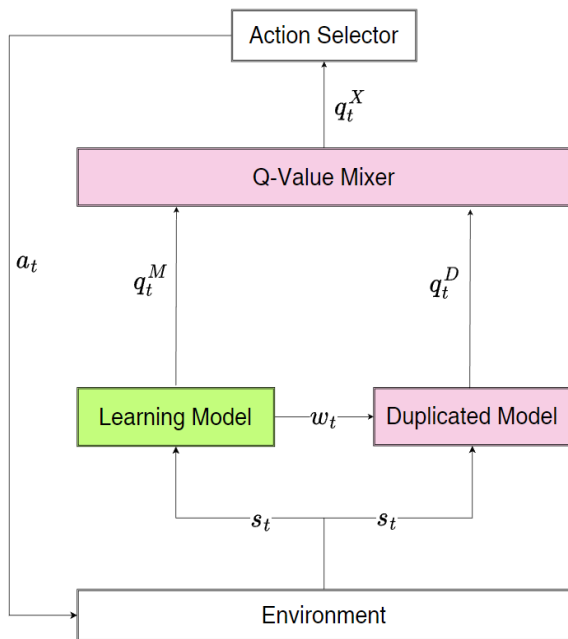 Action Selector
q_t^X
Q-Value Mixer
a_t
q_t^M
q_t^D
Learning Model
w_t
Duplicated Model
s_t
s_t
Environment